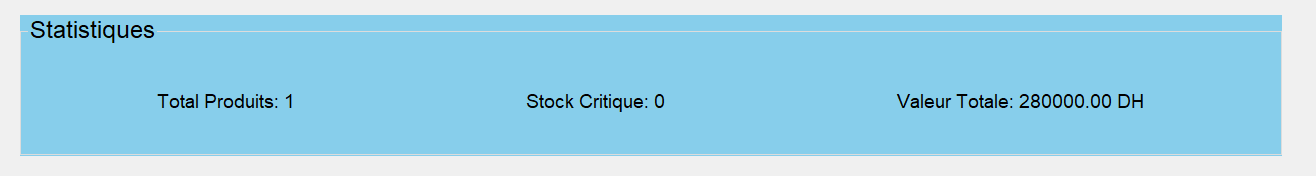 Statistiques
Total Produits: 1 Stock Critique: 0 Valeur Totale: 280000.00 DH